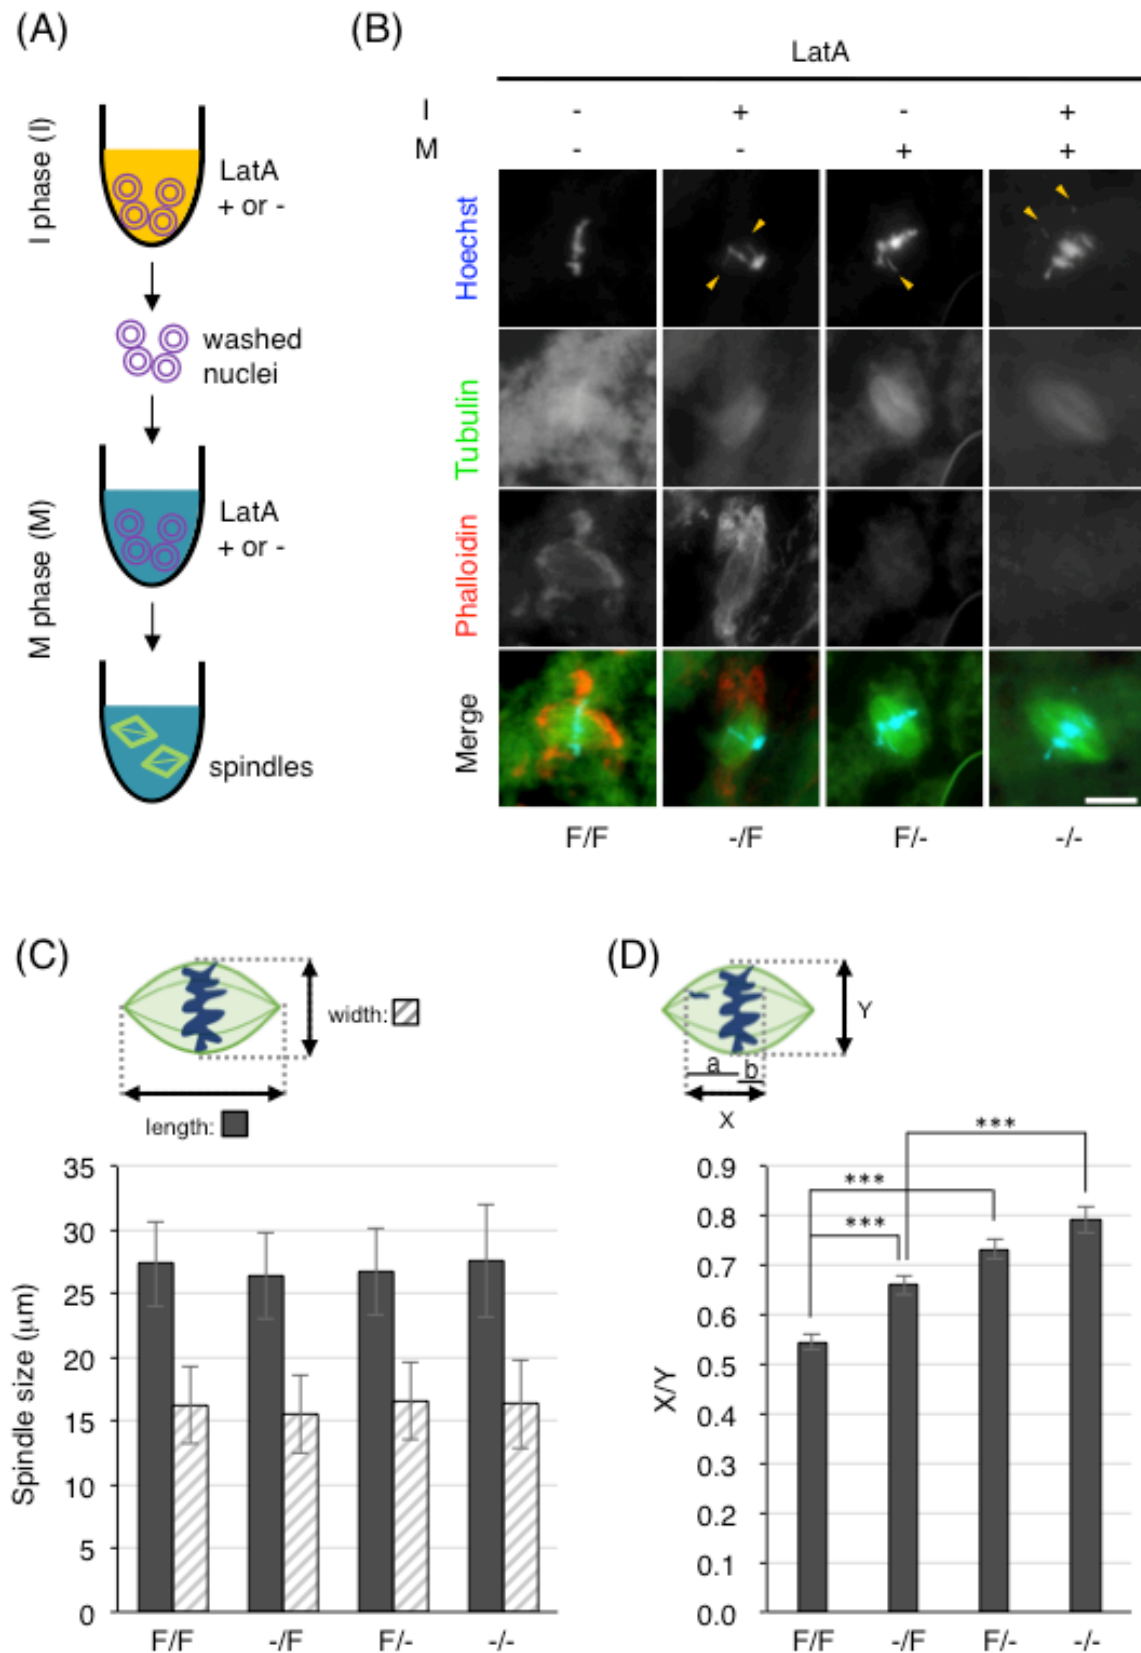 (A)
I phase (I)
LatA
+ or -
washed
nuclei
M phase (M)
LatA
+ or -
spindles
(B)
LatA
I - + - +
M - - + +
Hoechst
Tubulin
Phalloidin
Merge
F/F -/F F/- -/-
(C)
width:
length:
Spindle size (μm)
35
30
25
20
15
10
5
0
F/F -/F F/- -/-
(D)
Y
a
b
X
***
***
***
X/Y
0.9
0.8
0.7
0.6
0.5
0.4
0.3
0.2
0.1
0.0
F/F -/F F/- -/-